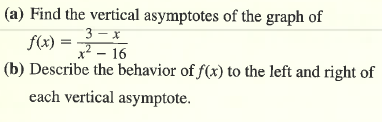 (a) Find the vertical asymptotes of the graph of
f(x) = (3 − x)/(x² − 16)
(b) Describe the behavior of f(x) to the left and right of
each vertical asymptote.